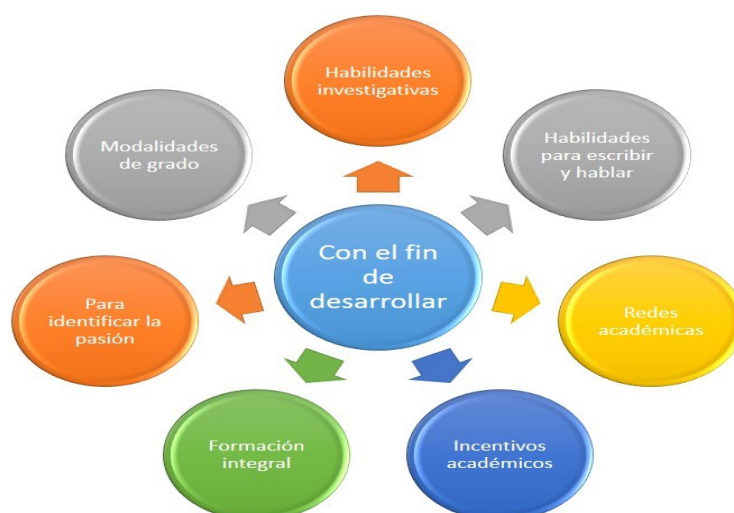 Habilidades
investigativas
Habilidades
para escribir
y hablar
Redes
académicas
Incentivos
académicos
Formación
integral
Para
identificar la
pasión
Modalidades
de grado
Con el fin
de
desarrollar